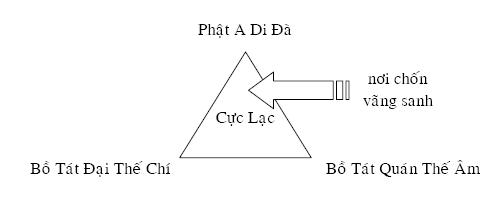 Phật A Di Đà
nơi chốn
vãng sanh
Cực Lạc
Bồ Tát Đại Thế Chí
Bồ Tát Quán Thế Âm